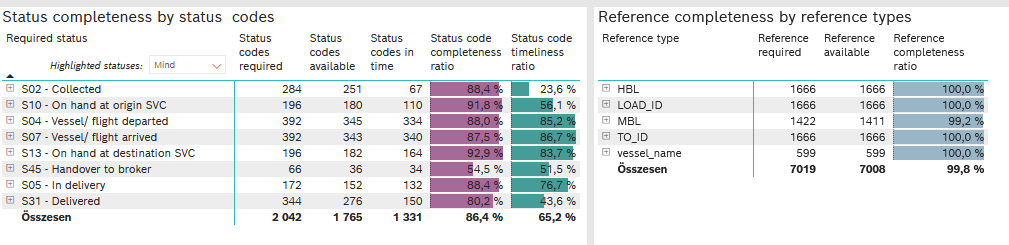 Status completeness by status codes
Required status Status codes required Status codes available Status codes in time Status code completeness ratio Status code timeliness ratio
Highlighted statuses: Mind
S02 - Collected 284 251 67 88,4 % 23,6 %
S10 - On hand at origin SVC 196 180 110 91,8 % 56,1 %
S04 - Vessel/ flight departed 392 345 334 88,0 % 85,2 %
S07 - Vessel/ flight arrived 392 343 340 87,5 % 86,7 %
S13 - On hand at destination SVC 196 182 164 92,9 % 83,7 %
S45 - Handover to broker 66 36 34 54,5 % 51,5 %
S05 - In delivery 172 152 132 88,4 % 76,7 %
S31 - Delivered 344 276 150 80,2 % 43,6 %
Összesen 2 042 1 765 1 331 86,4 % 65,2 %
Reference completeness by reference types
Reference type Reference required Reference available Reference completeness ratio
HBL 1666 1666 100,0 %
LOAD_ID 1666 1666 100,0 %
MBL 1422 1411 99,2 %
TO_ID 1666 1666 100,0 %
vessel_name 599 599 100,0 %
Összesen 7019 7008 99,8 %